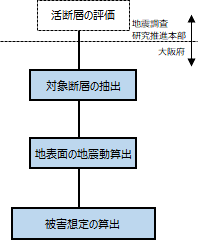 活断層の評価
地震調査
研究推進本部
大阪府
対象断層の抽出
地表面の地震動算出
被害想定の算出